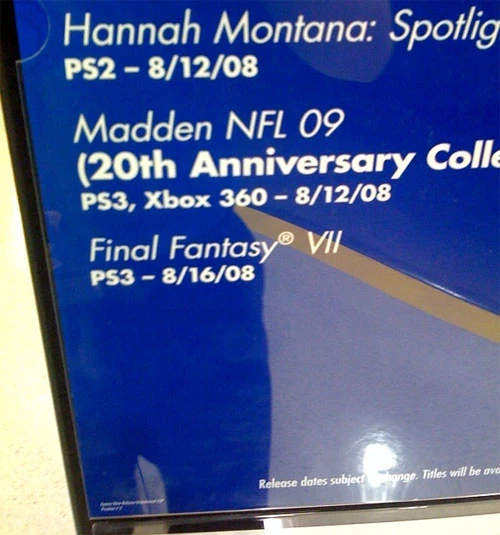 Hannah Montana: Spotlig
PS2 – 8/12/08
Madden NFL 09
(20th Anniversary Colle
PS3, Xbox 360 – 8/12/08
Final Fantasy® VII
PS3 – 8/16/08
Release dates subject change. Titles will be ava